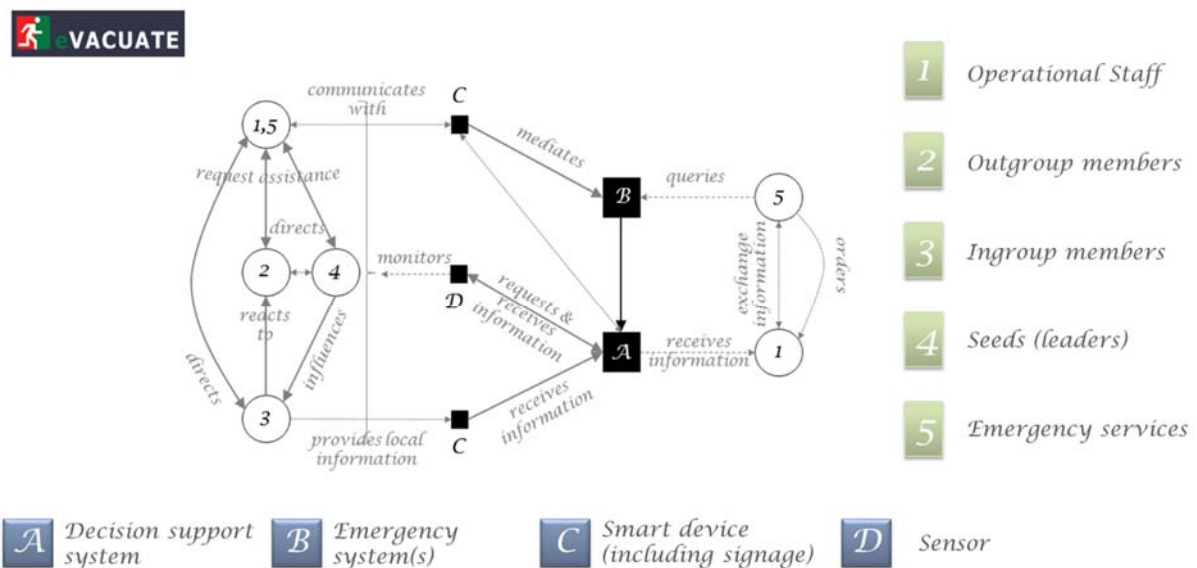 eVACUATE
communicates
with
C
1,5
mediates
request assistance
B
queries
5
directs
exchange
information
orders
2
4
monitors
D
requests &
receives
information
reacts
to
influences
A
receives
information
1
directs
receives
information
3
provides local
information
C
1 Operational Staff
2 Outgroup members
3 Ingroup members
4 Seeds (leaders)
5 Emergency services
A Decision support
system
B Emergency
system(s)
C Smart device
(including signage)
D Sensor